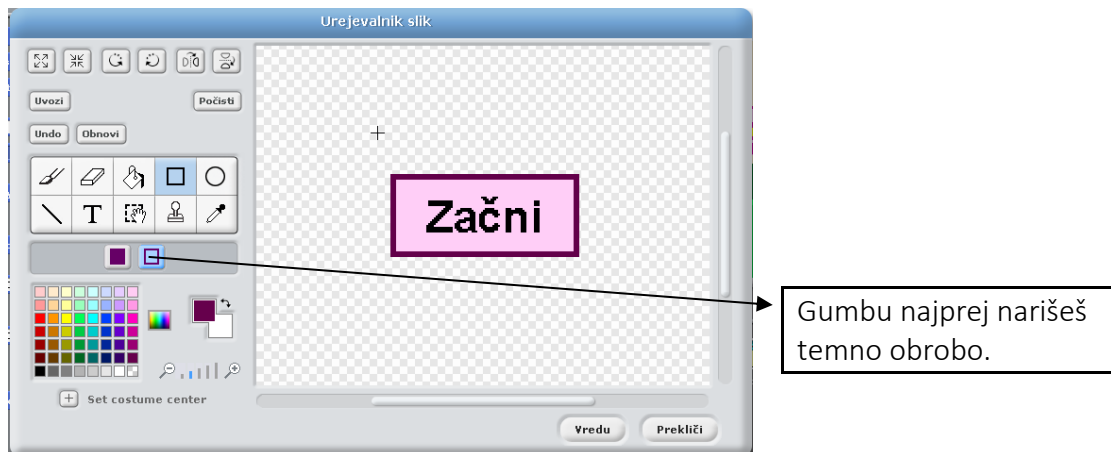 Urejevalnik slik
Uvozi
Počisti
Undo
Obnovi
T
Začni
Set costume center
Vredu
Prekliči
Gumbu najprej narišeš
temno obrobo.